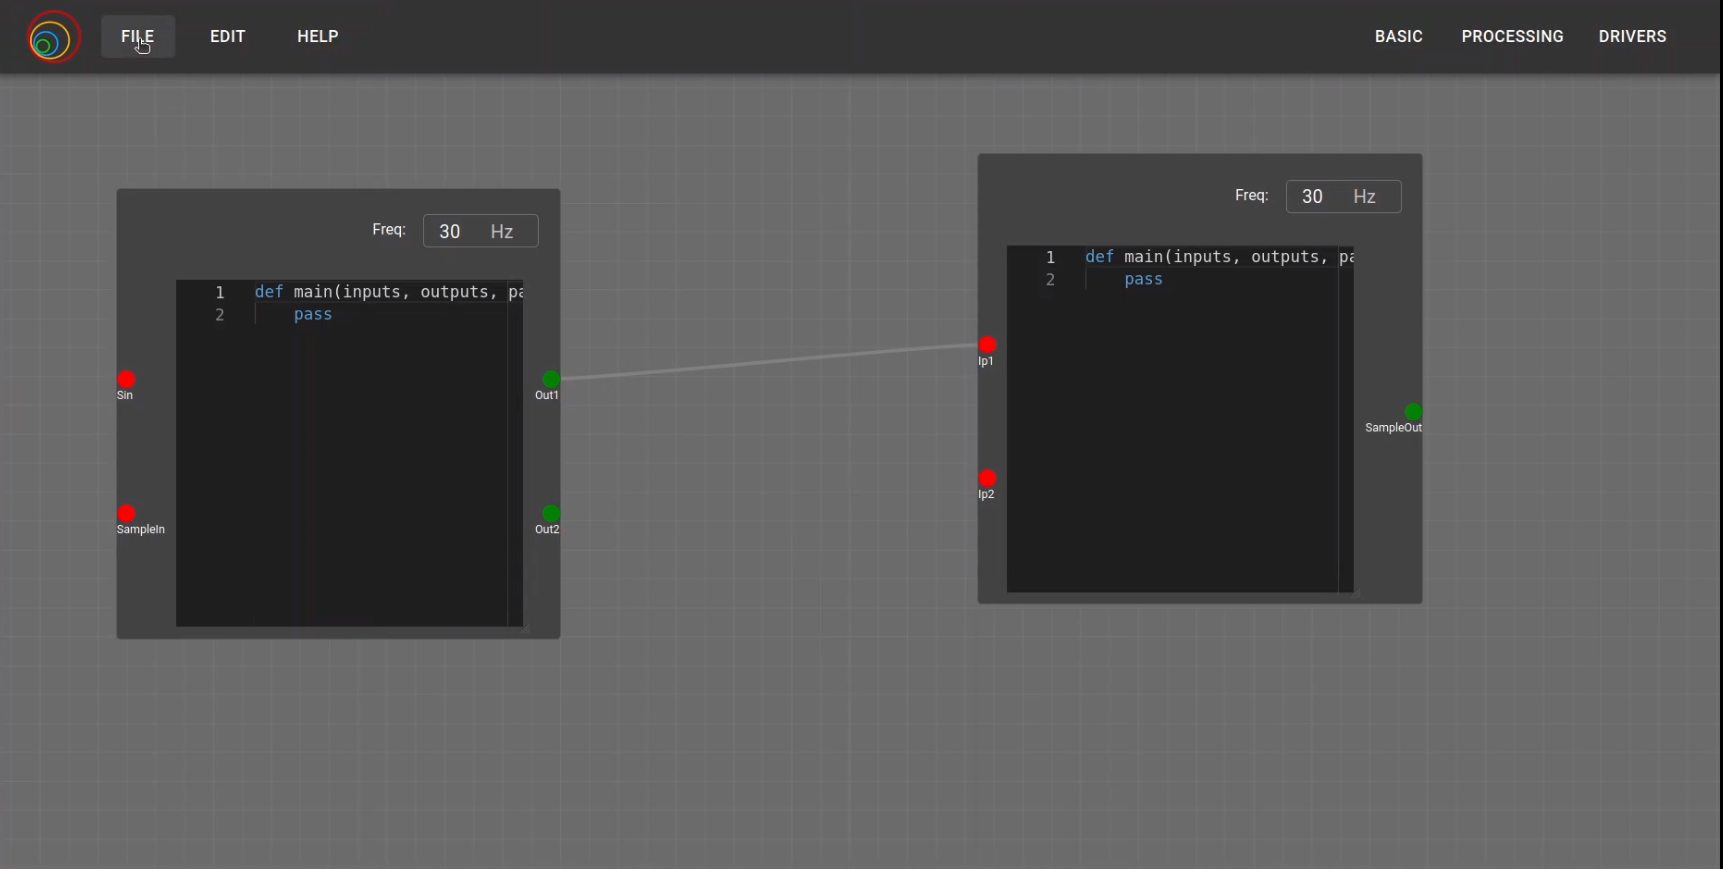 FILE EDIT HELP BASIC PROCESSING DRIVERS
Freq: 30 Hz
1 def main(inputs, outputs, pa
2 pass
Sin
SampleIn
Out1
Out2
Freq: 30 Hz
1 def main(inputs, outputs, pa
2 pass
Ip1
Ip2
SampleOut